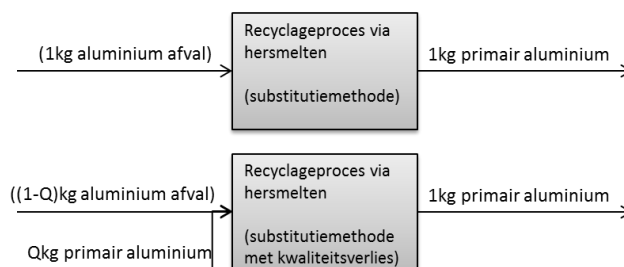 (1kg aluminium afval)
Recyclageproces via
hersmelten
(substitutiemethode)
1kg primair aluminium
((1-Q)kg aluminium afval)
Qkg primair aluminium
Recyclageproces via
hersmelten
(substitutiemethode
met kwaliteitsverlies)
1kg primair aluminium